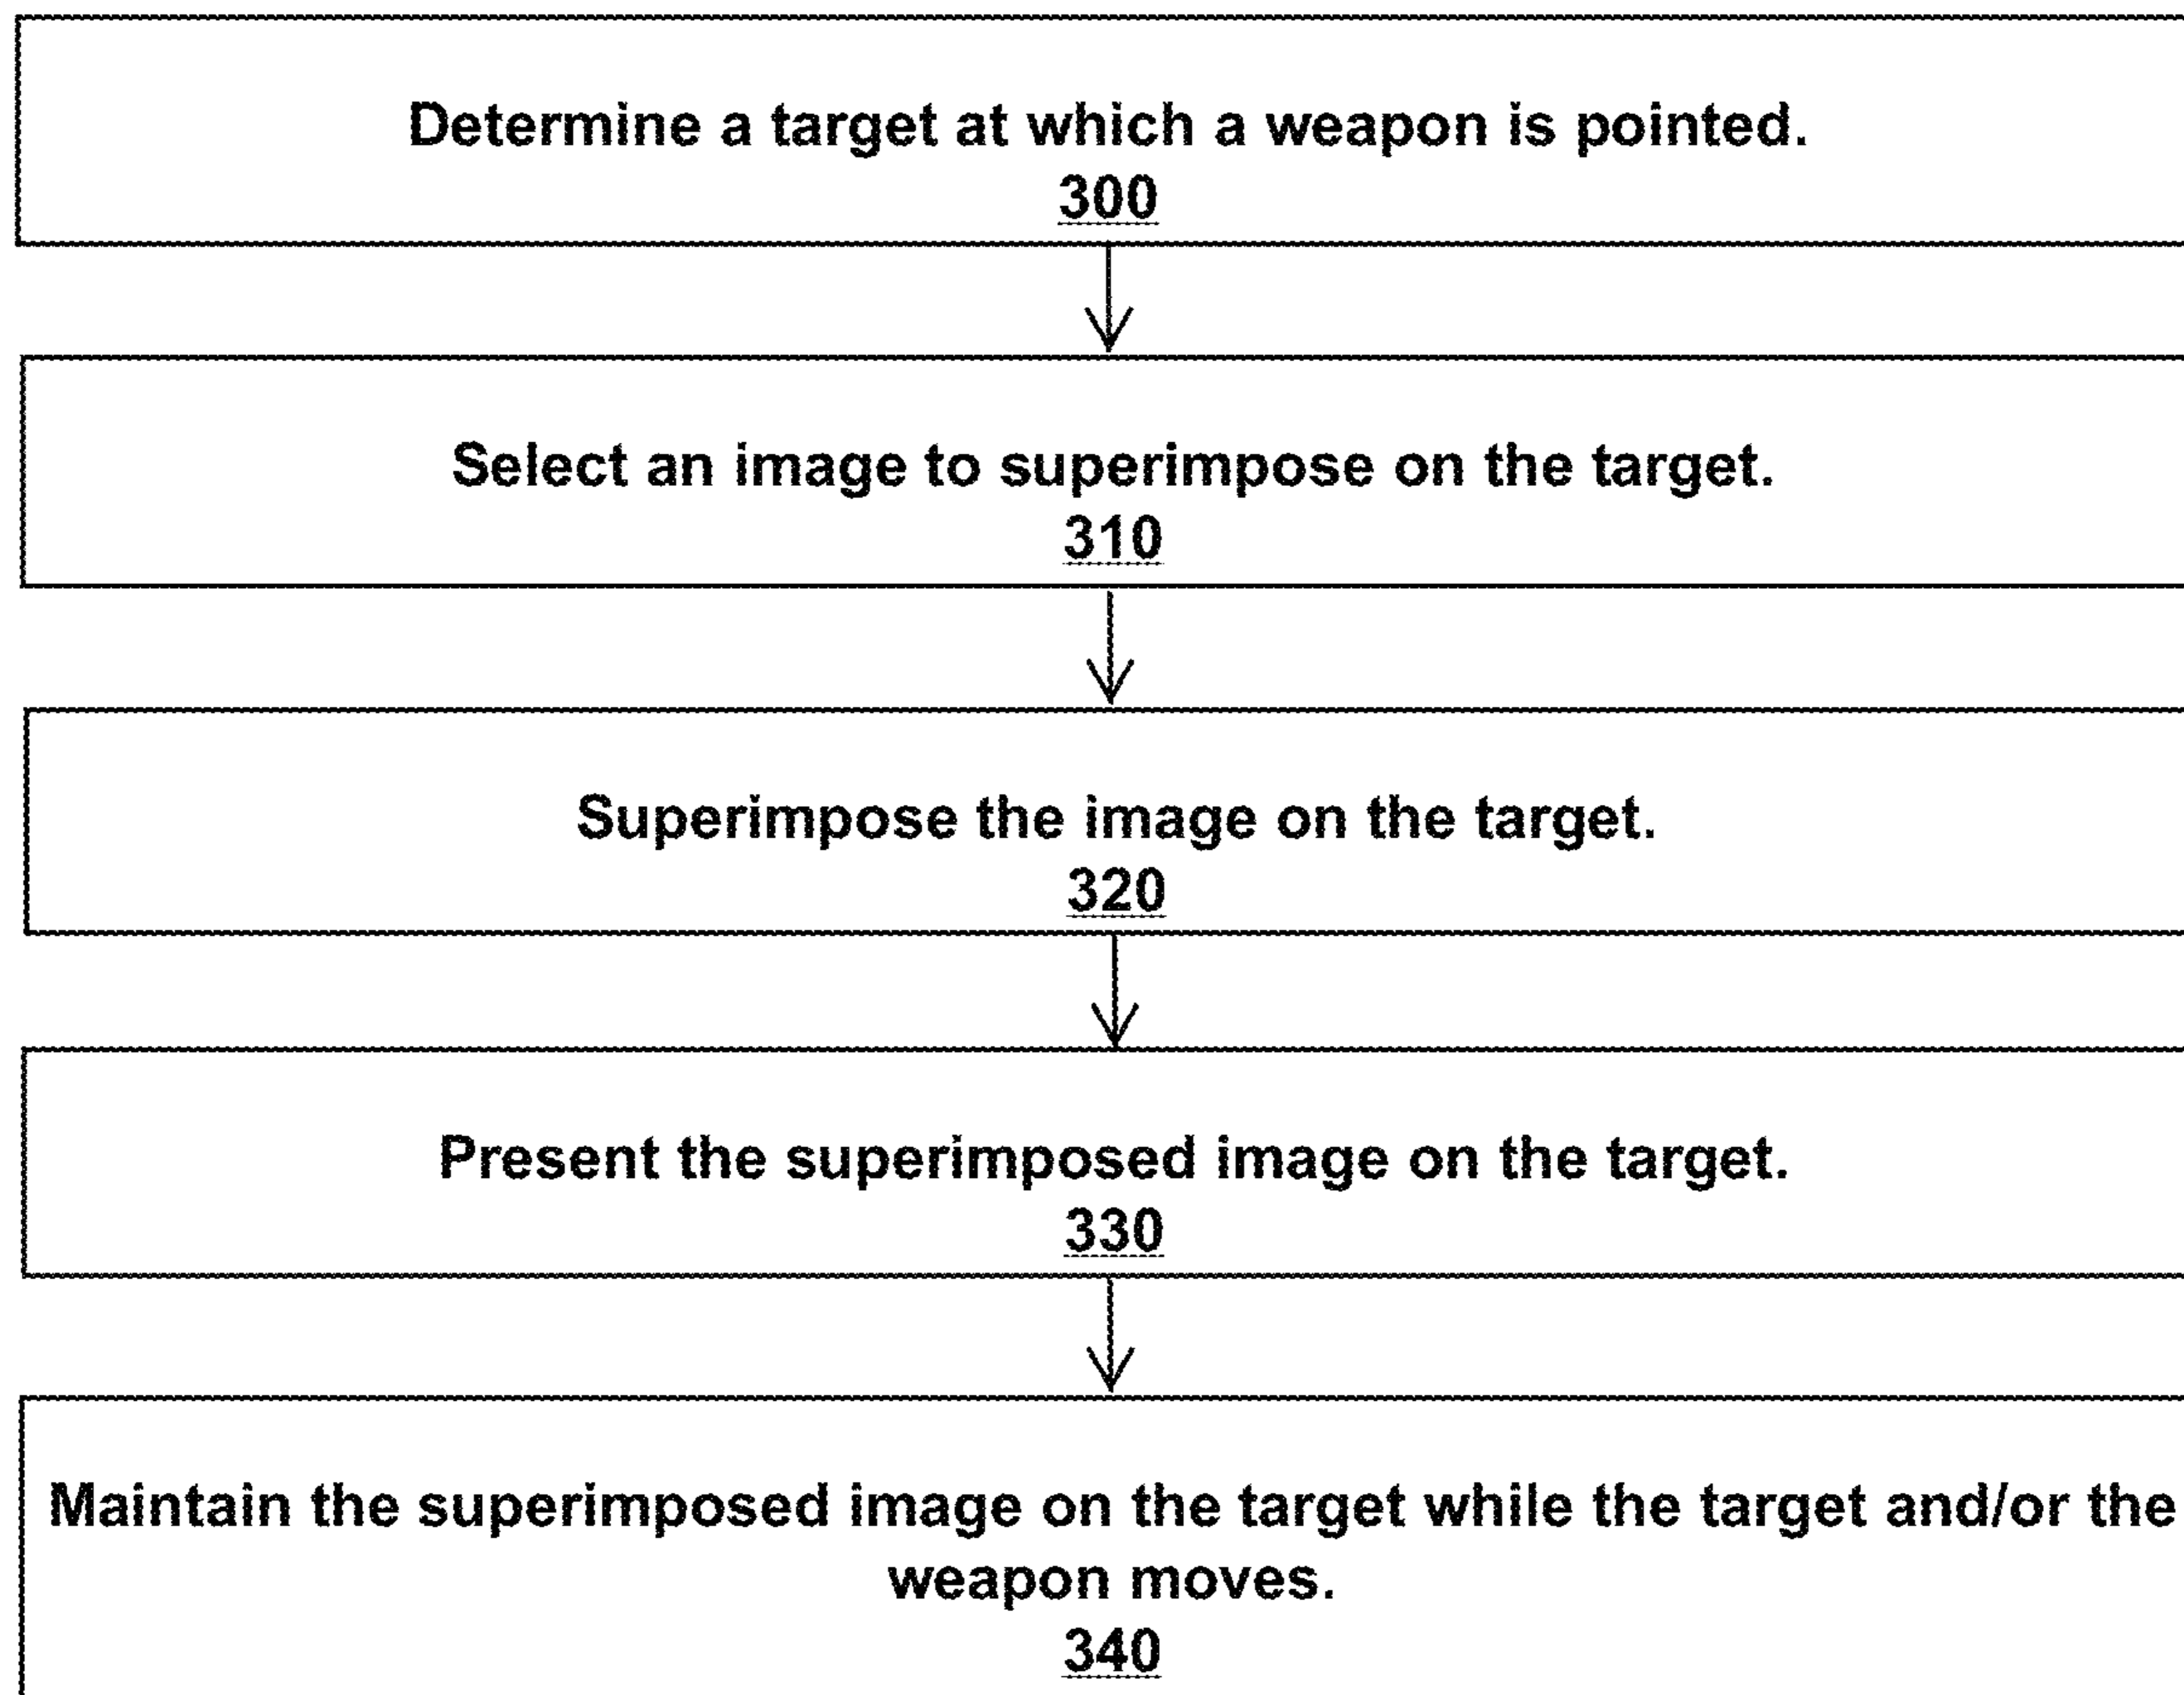 Determine a target at which a weapon is pointed.
300
Select an image to superimpose on the target.
310
Superimpose the image on the target.
320
Present the superimposed image on the target.
330
Maintain the superimposed image on the target while the target and/or the
weapon moves.
340